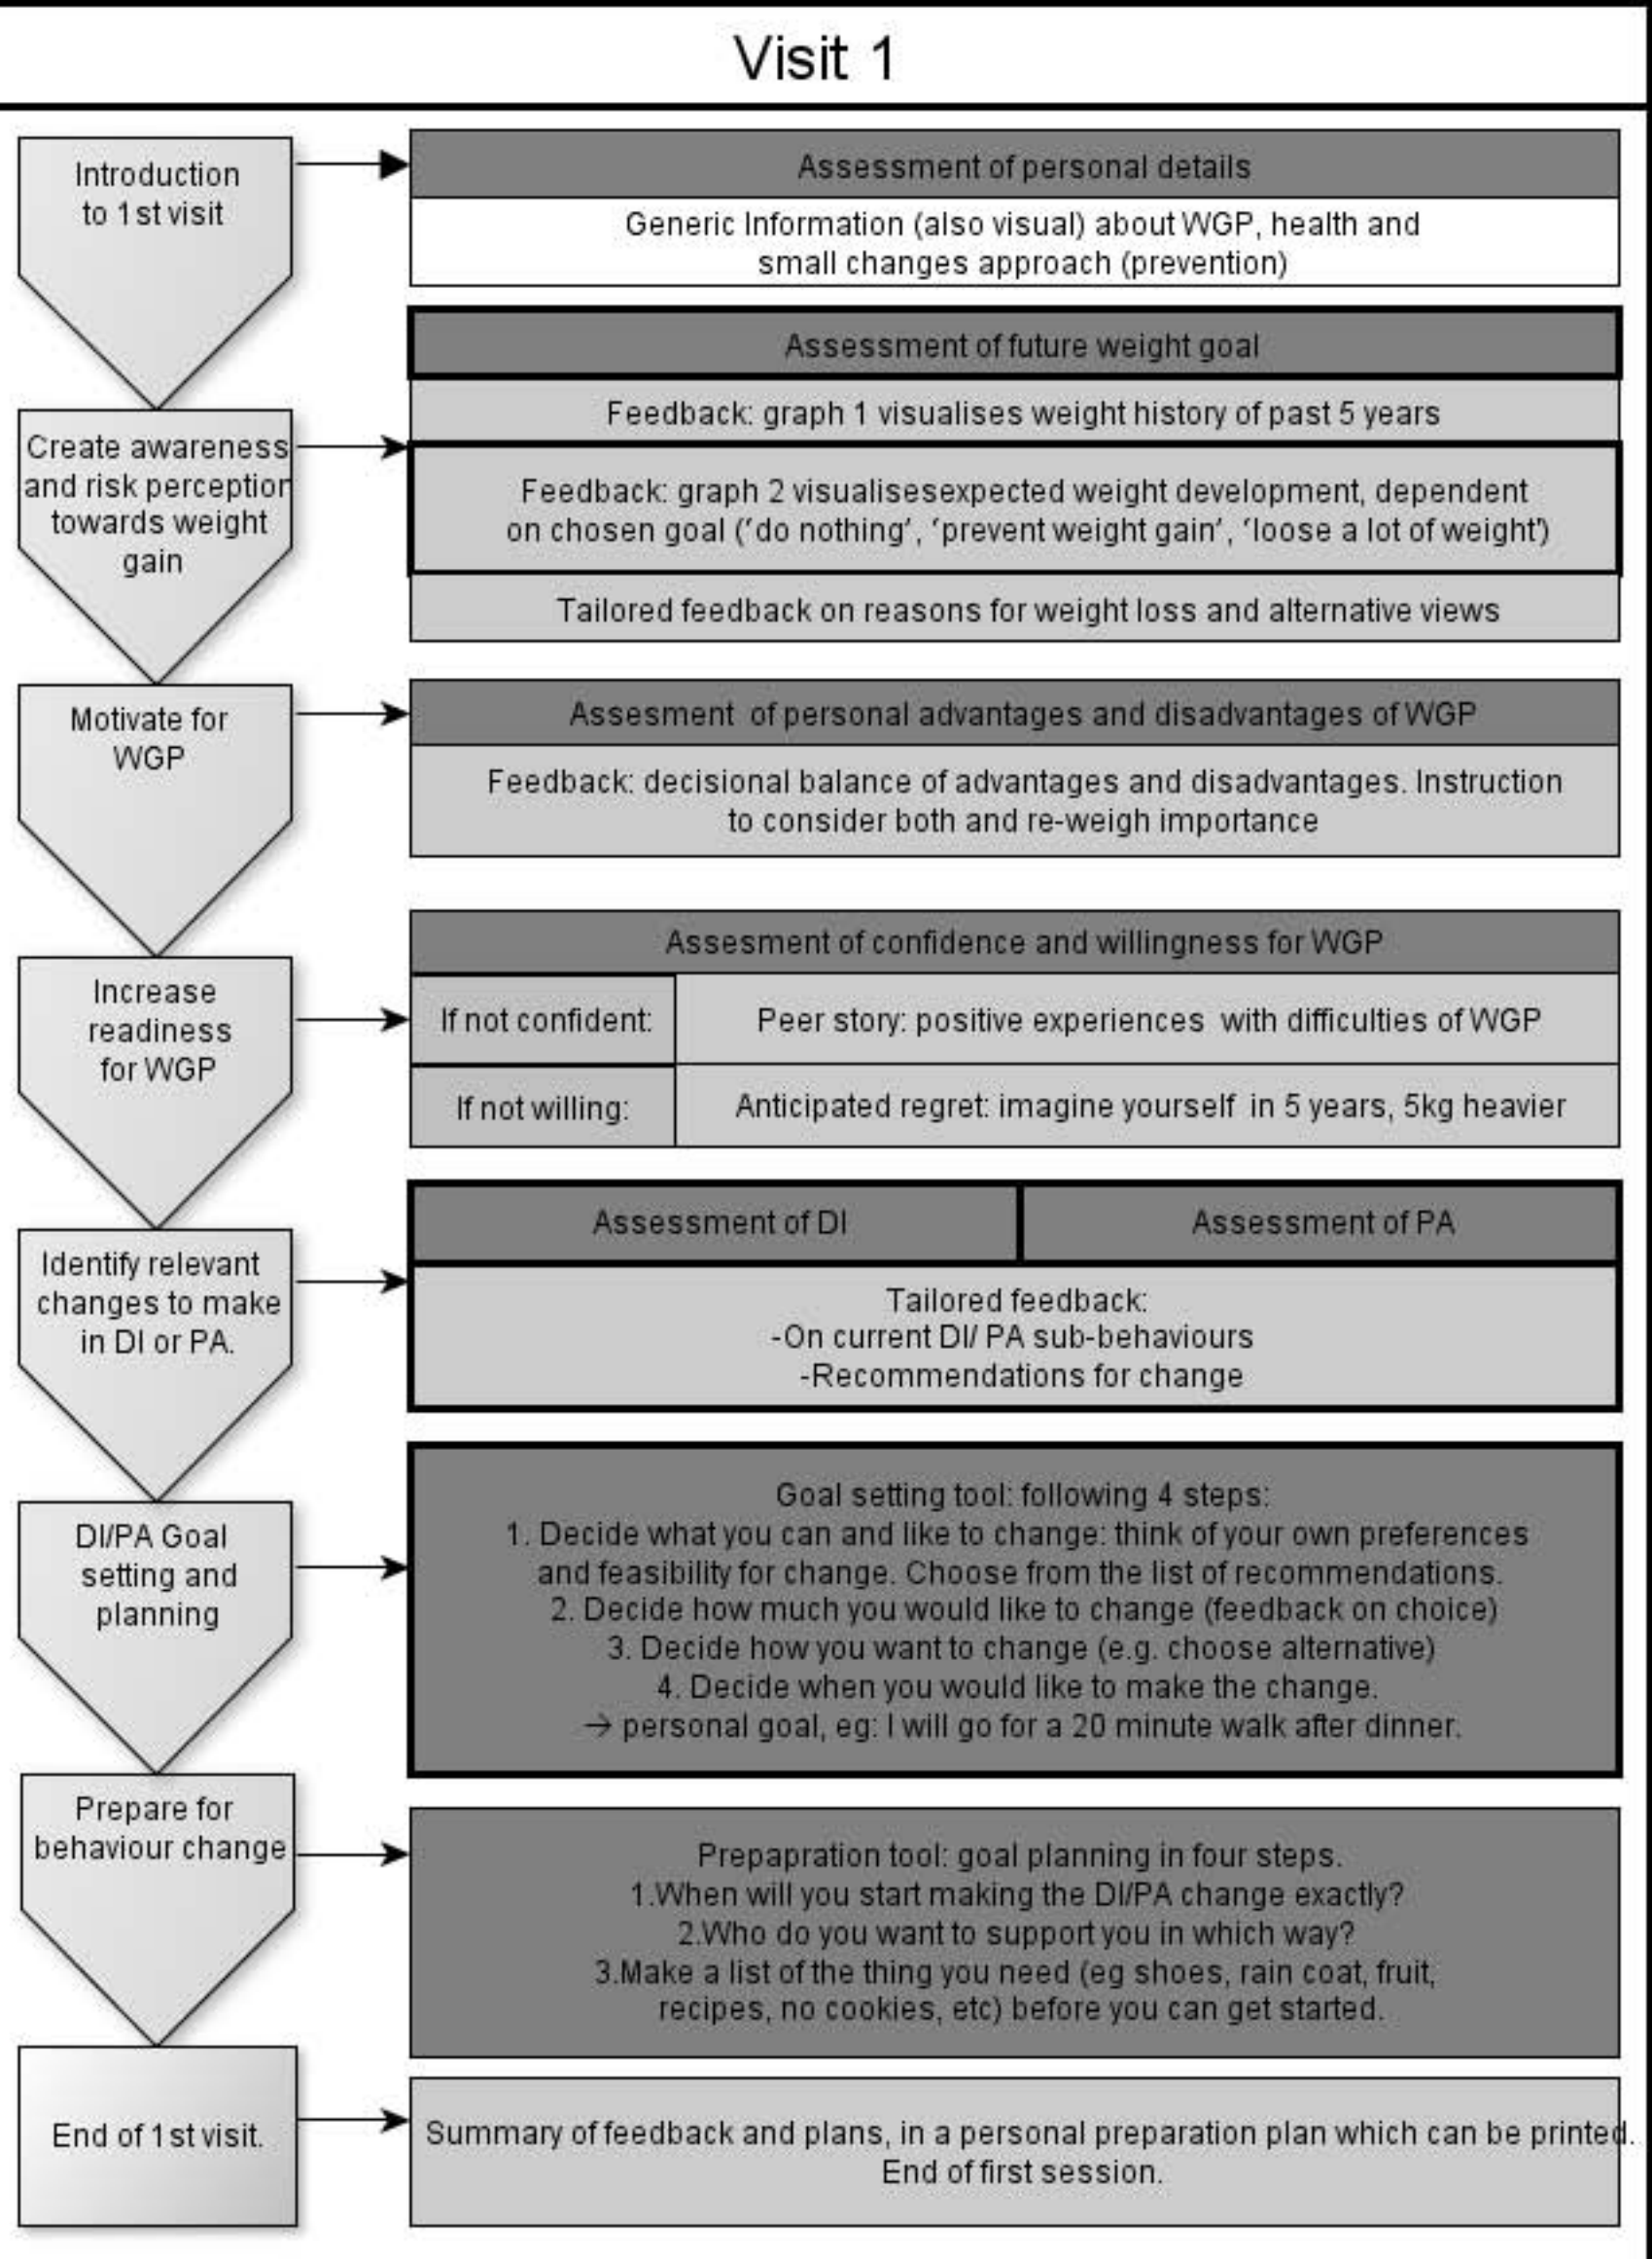 Visit 1
Introduction
to 1st visit
Assessment of personal details
Generic Information (also visual) about WGP, health and
small changes approach (prevention)
Create awareness
and risk perception
towards weight
gain
Assessment of future weight goal
Feedback: graph 1 visualises weight history of past 5 years
Feedback: graph 2 visualisesexpected weight development, dependent
on chosen goal (‘do nothing’, ‘prevent weight gain’, ‘loose a lot of weight’)
Tailored feedback on reasons for weight loss and alternative views
Motivate for
WGP
Assesment of personal advantages and disadvantages of WGP
Feedback: decisional balance of advantages and disadvantages. Instruction
to consider both and re-weigh importance
Increase
readiness
for WGP
Assesment of confidence and willingness for WGP
If not confident:
Peer story: positive experiences with difficulties of WGP
If not willing:
Anticipated regret: imagine yourself in 5 years, 5kg heavier
Identify relevant
changes to make
in DI or PA.
Assessment of DI
Assessment of PA
Tailored feedback:
-On current DI/ PA sub-behaviours
-Recommendations for change
DI/PA Goal
setting and
planning
Goal setting tool: following 4 steps:
1. Decide what you can and like to change: think of your own preferences
and feasibility for change. Choose from the list of recommendations.
2. Decide how much you would like to change (feedback on choice)
3. Decide how you want to change (e.g. choose alternative)
4. Decide when you would like to make the change.
→ personal goal, eg: I will go for a 20 minute walk after dinner.
Prepare for
behaviour change
Prepapration tool: goal planning in four steps.
1.When will you start making the DI/PA change exactly?
2.Who do you want to support you in which way?
3.Make a list of the thing you need (eg shoes, rain coat, fruit,
recipes, no cookies, etc) before you can get started.
End of 1st visit.
Summary of feedback and plans, in a personal preparation plan which can be printed.
End of first session.